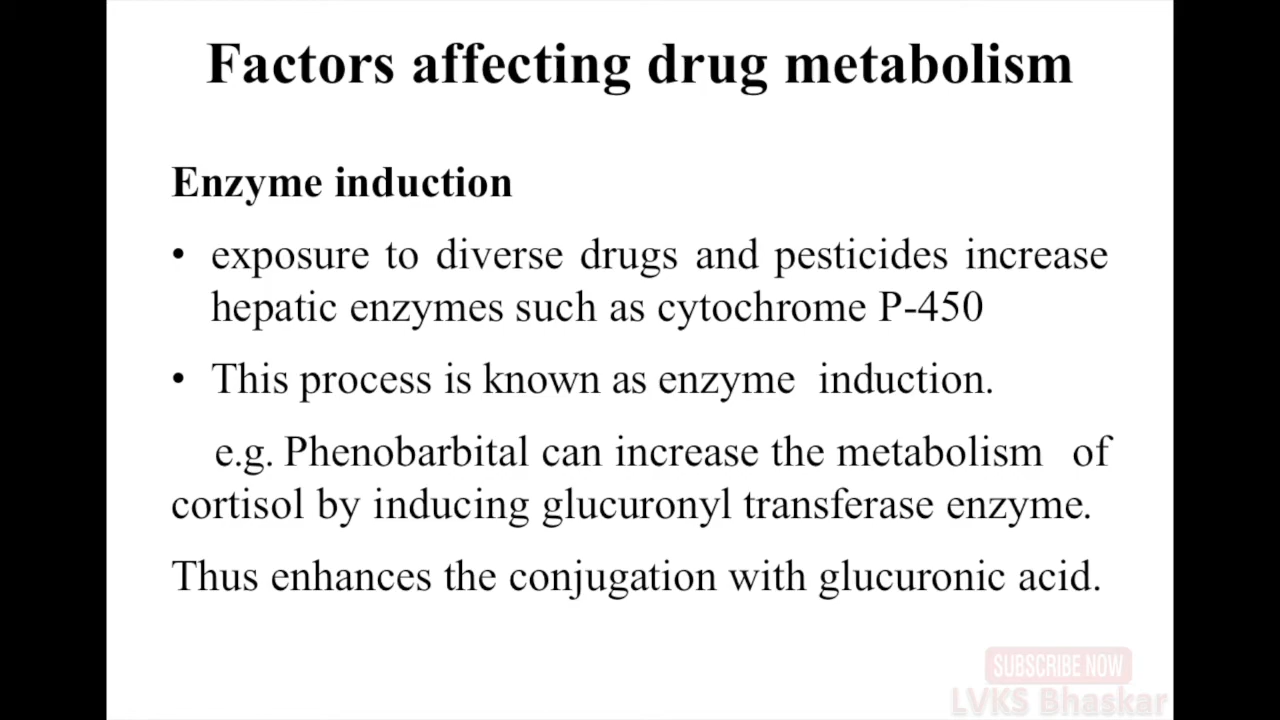 Factors affecting drug metabolism
Enzyme induction
• exposure to diverse drugs and pesticides increase
hepatic enzymes such as cytochrome P-450
• This process is known as enzyme induction.
e.g. Phenobarbital can increase the metabolism of
cortisol by inducing glucuronyl transferase enzyme.
Thus enhances the conjugation with glucuronic acid.
SUBSCRIBE NOW
LVKS Bhaskar